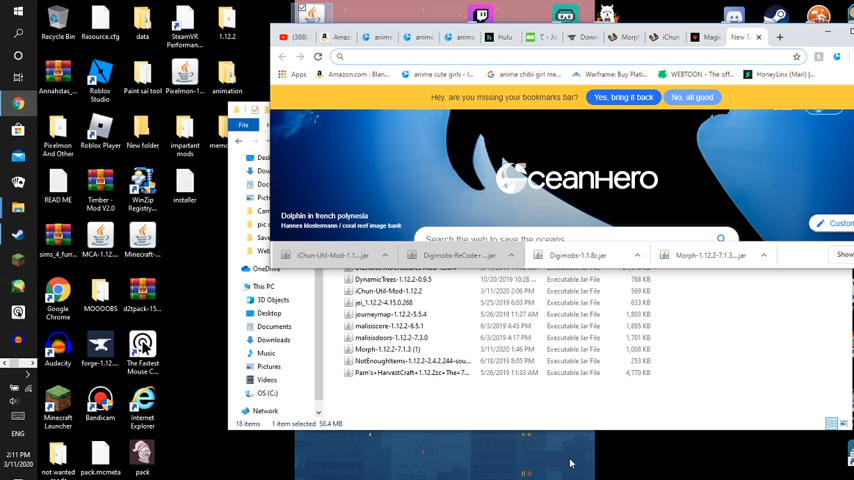 Recycle Bin
Resource.cfg
data
SteamVR Performan...
1.12.2
Annahstas_...
Roblox Studio
Paint sai tool
Pixelmon-1...
animation
Pixelmon And Other
Roblox Player
New folder
impartant mods
READ ME
Timber - Mod V2.0
WinZip Registry...
installer
sims_4_furr...
MCA-1.12...
Minecraft-...
Google Chrome
MOOOOBS
d2tpack-15...
Audacity
forge-1.12...
The Fastest Mouse C...
Minecraft Launcher
Bandicam
Internet Explorer
not wanted mods
pack.mcmeta
pack
ENG
2:11 PM
3/11/2020
(388)
Amaz
anime
anime
anime
Hulu
Down
Morph
iChun
Magic
New Ta
Apps
Amazon.com : Blan...
anime cute girls - I...
anime chibi girl me...
Warframe: Buy Plati...
WEBTOON - The off...
HoneyLinx (Mari) |...
Hey, are you missing your bookmarks bar?
Yes, bring it back
No, all good
OceanHero
Dolphin in french polynesia
Hannes klostermann / coral reef image bank
Custom
Search the web to save the oceans
iChun-Util-Mod-1.1....jar
Digimobs-ReCode+...jar
Digimobs-1.1.8c.jar
Morph-1.12.2-7.1.3....jar
Show
File
OneDrive
This PC
3D Objects
Desktop
Documents
Downloads
Music
Pictures
Videos
OS (C:)
Network
DynamicTrees-1.12.2-0.9.5 10/20/2019 10:28 ... Executable Jar File 768 KB
iChun-Util-Mod-1.12.2 3/11/2020 2:06 PM Executable Jar File 569 KB
jei_1.12.2-4.15.0.268 5/25/2019 6:03 PM Executable Jar File 633 KB
journeymap-1.12.2-5.5.4 5/26/2019 11:27 AM Executable Jar File 1,803 KB
malisiscore-1.12.2-6.5.1 6/3/2019 4:45 PM Executable Jar File 1,895 KB
malisisdoors-1.12.2-7.3.0 6/3/2019 4:17 PM Executable Jar File 1,701 KB
Morph-1.12.2-7.1.3 (1) 3/11/2020 1:46 PM Executable Jar File 1,008 KB
NotEnoughItems-1.12.2-2.4.2.244-sou... 6/18/2019 8:05 PM Executable Jar File 253 KB
Pam's+HarvestCraft+1.12.2zc+The+7... 5/26/2019 11:33 AM Executable Jar File 4,770 KB
18 items 1 item selected 58.4 MB